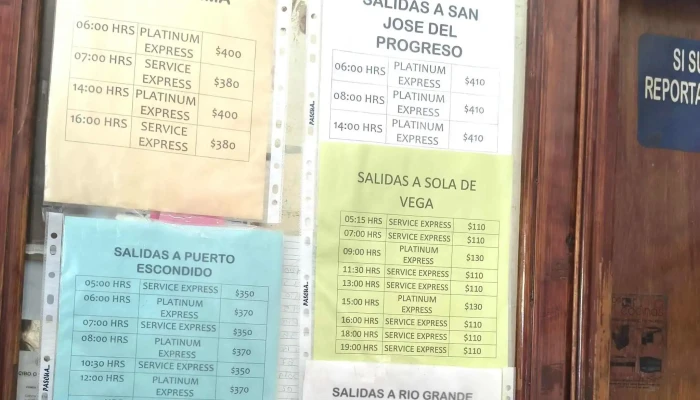 06:00 HRS PLATINUM EXPRESS $400
07:00 HRS SERVICE EXPRESS $380
14:00 HRS PLATINUM EXPRESS $400
16:00 HRS SERVICE EXPRESS $380
SALIDAS A SAN
JOSE DEL
PROGRESO
06:00 HRS PLATINUM EXPRESS $410
08:00 HRS PLATINUM EXPRESS $410
14:00 HRS PLATINUM EXPRESS $410
SALIDAS A SOLA DE
VEGA
05:15 HRS SERVICE EXPRESS $110
07:00 HRS SERVICE EXPRESS $110
09:00 HRS PLATINUM EXPRESS $130
11:30 HRS SERVICE EXPRESS $110
13:00 HRS SERVICE EXPRESS $110
15:00 HRS PLATINUM EXPRESS $130
16:00 HRS SERVICE EXPRESS $110
18:00 HRS SERVICE EXPRESS $110
19:00 HRS SERVICE EXPRESS $110
SALIDAS A PUERTO
ESCONDIDO
05:00 HRS SERVICE EXPRESS $350
06:00 HRS PLATINUM EXPRESS $370
07:00 HRS SERVICE EXPRESS $350
08:00 HRS PLATINUM EXPRESS $370
10:30 HRS SERVICE EXPRESS $350
12:00 HRS PLATINUM EXPRESS $370
SALIDAS A RIO GRANDE
SI SU
REPORTA